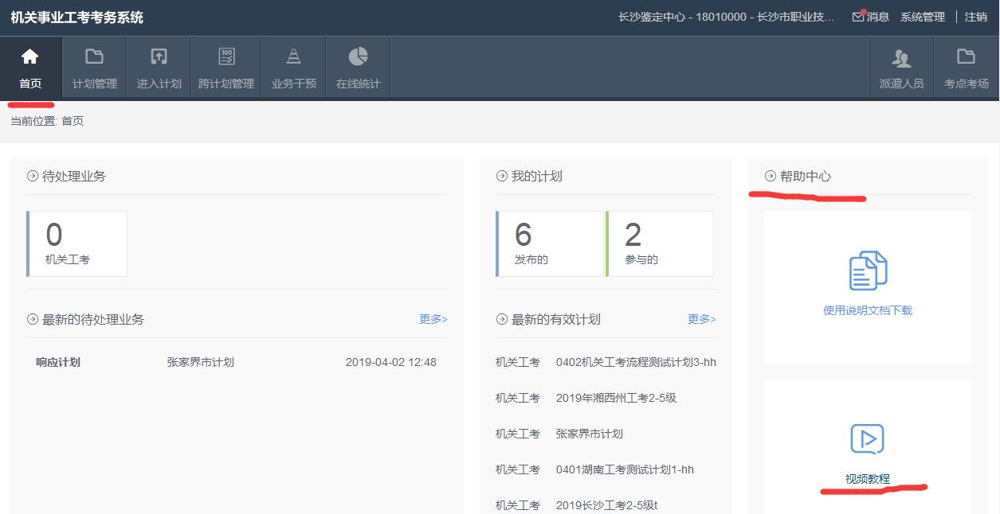 机关事业工考考务系统
长沙鉴定中心 - 18010000 - 长沙市职业技... 消息 系统管理 注销
首页 计划管理 进入计划 跨计划管理 业务干预 在线统计 派遣人员 考点考场
100
当前位置: 首页
待处理业务
0
机关工考
最新的待处理业务 更多>
响应计划 张家界市计划 2019-04-02 12:48
我的计划
6 2
发布的 参与的
最新的有效计划 更多>
机关工考 0402机关工考流程测试计划3-hh
机关工考 2019年湘西州工考2-5级
机关工考 张家界市计划
机关工考 0401湖南工考测试计划1-hh
机关工考 2019长沙工考2-5级t
帮助中心
使用说明文档下载
视频教程